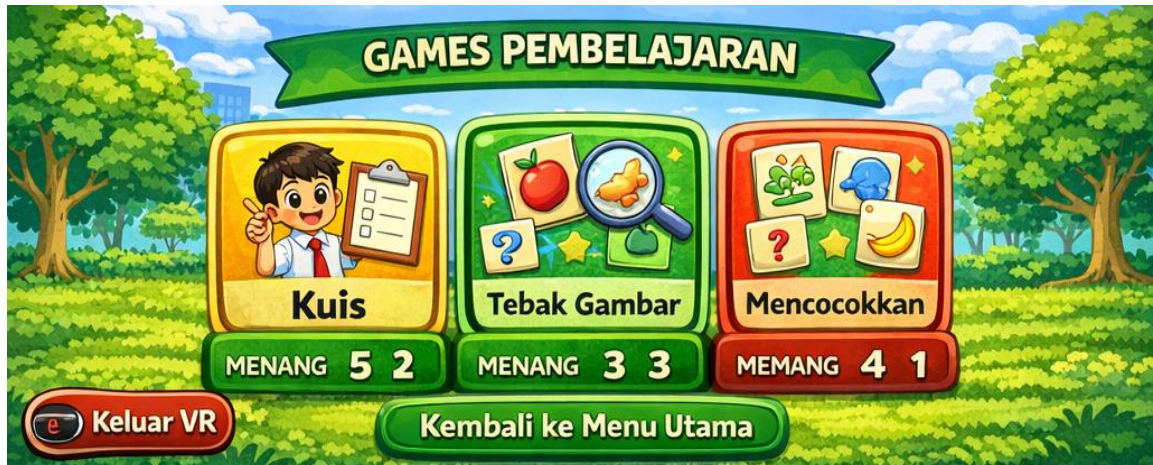 GAMES PEMBELAJARAN
?
?
Kuis
Tebak Gambar
Mencocokkan
MENANG 5 2
MENANG 3 3
MEMANG 4 1
e Keluar VR
Kembali ke Menu Utama